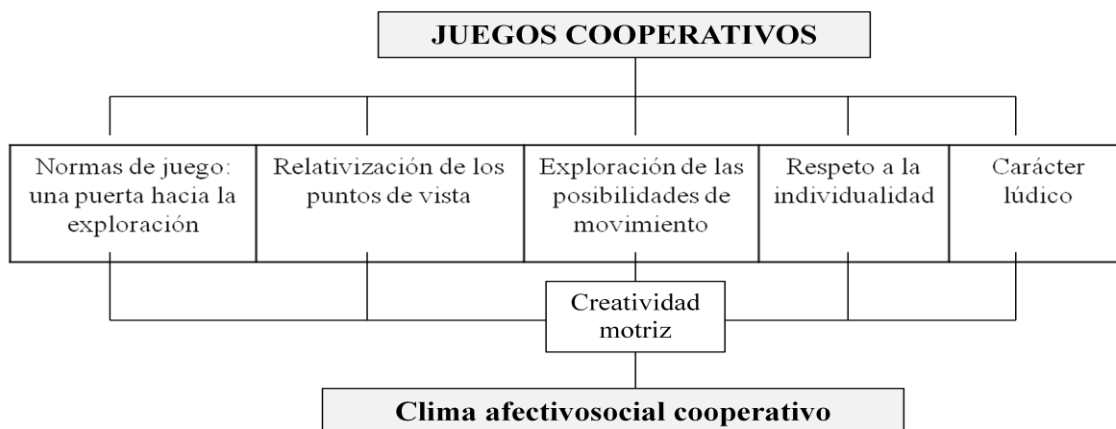 JUEGOS COOPERATIVOS
Normas de juego:
una puerta hacia la
exploración
Relativización de los
puntos de vista
Exploración de las
posibilidades de
movimiento
Respeto a la
individualidad
Carácter
lúdico
Creatividad
motriz
Clima afectivosocial cooperativo